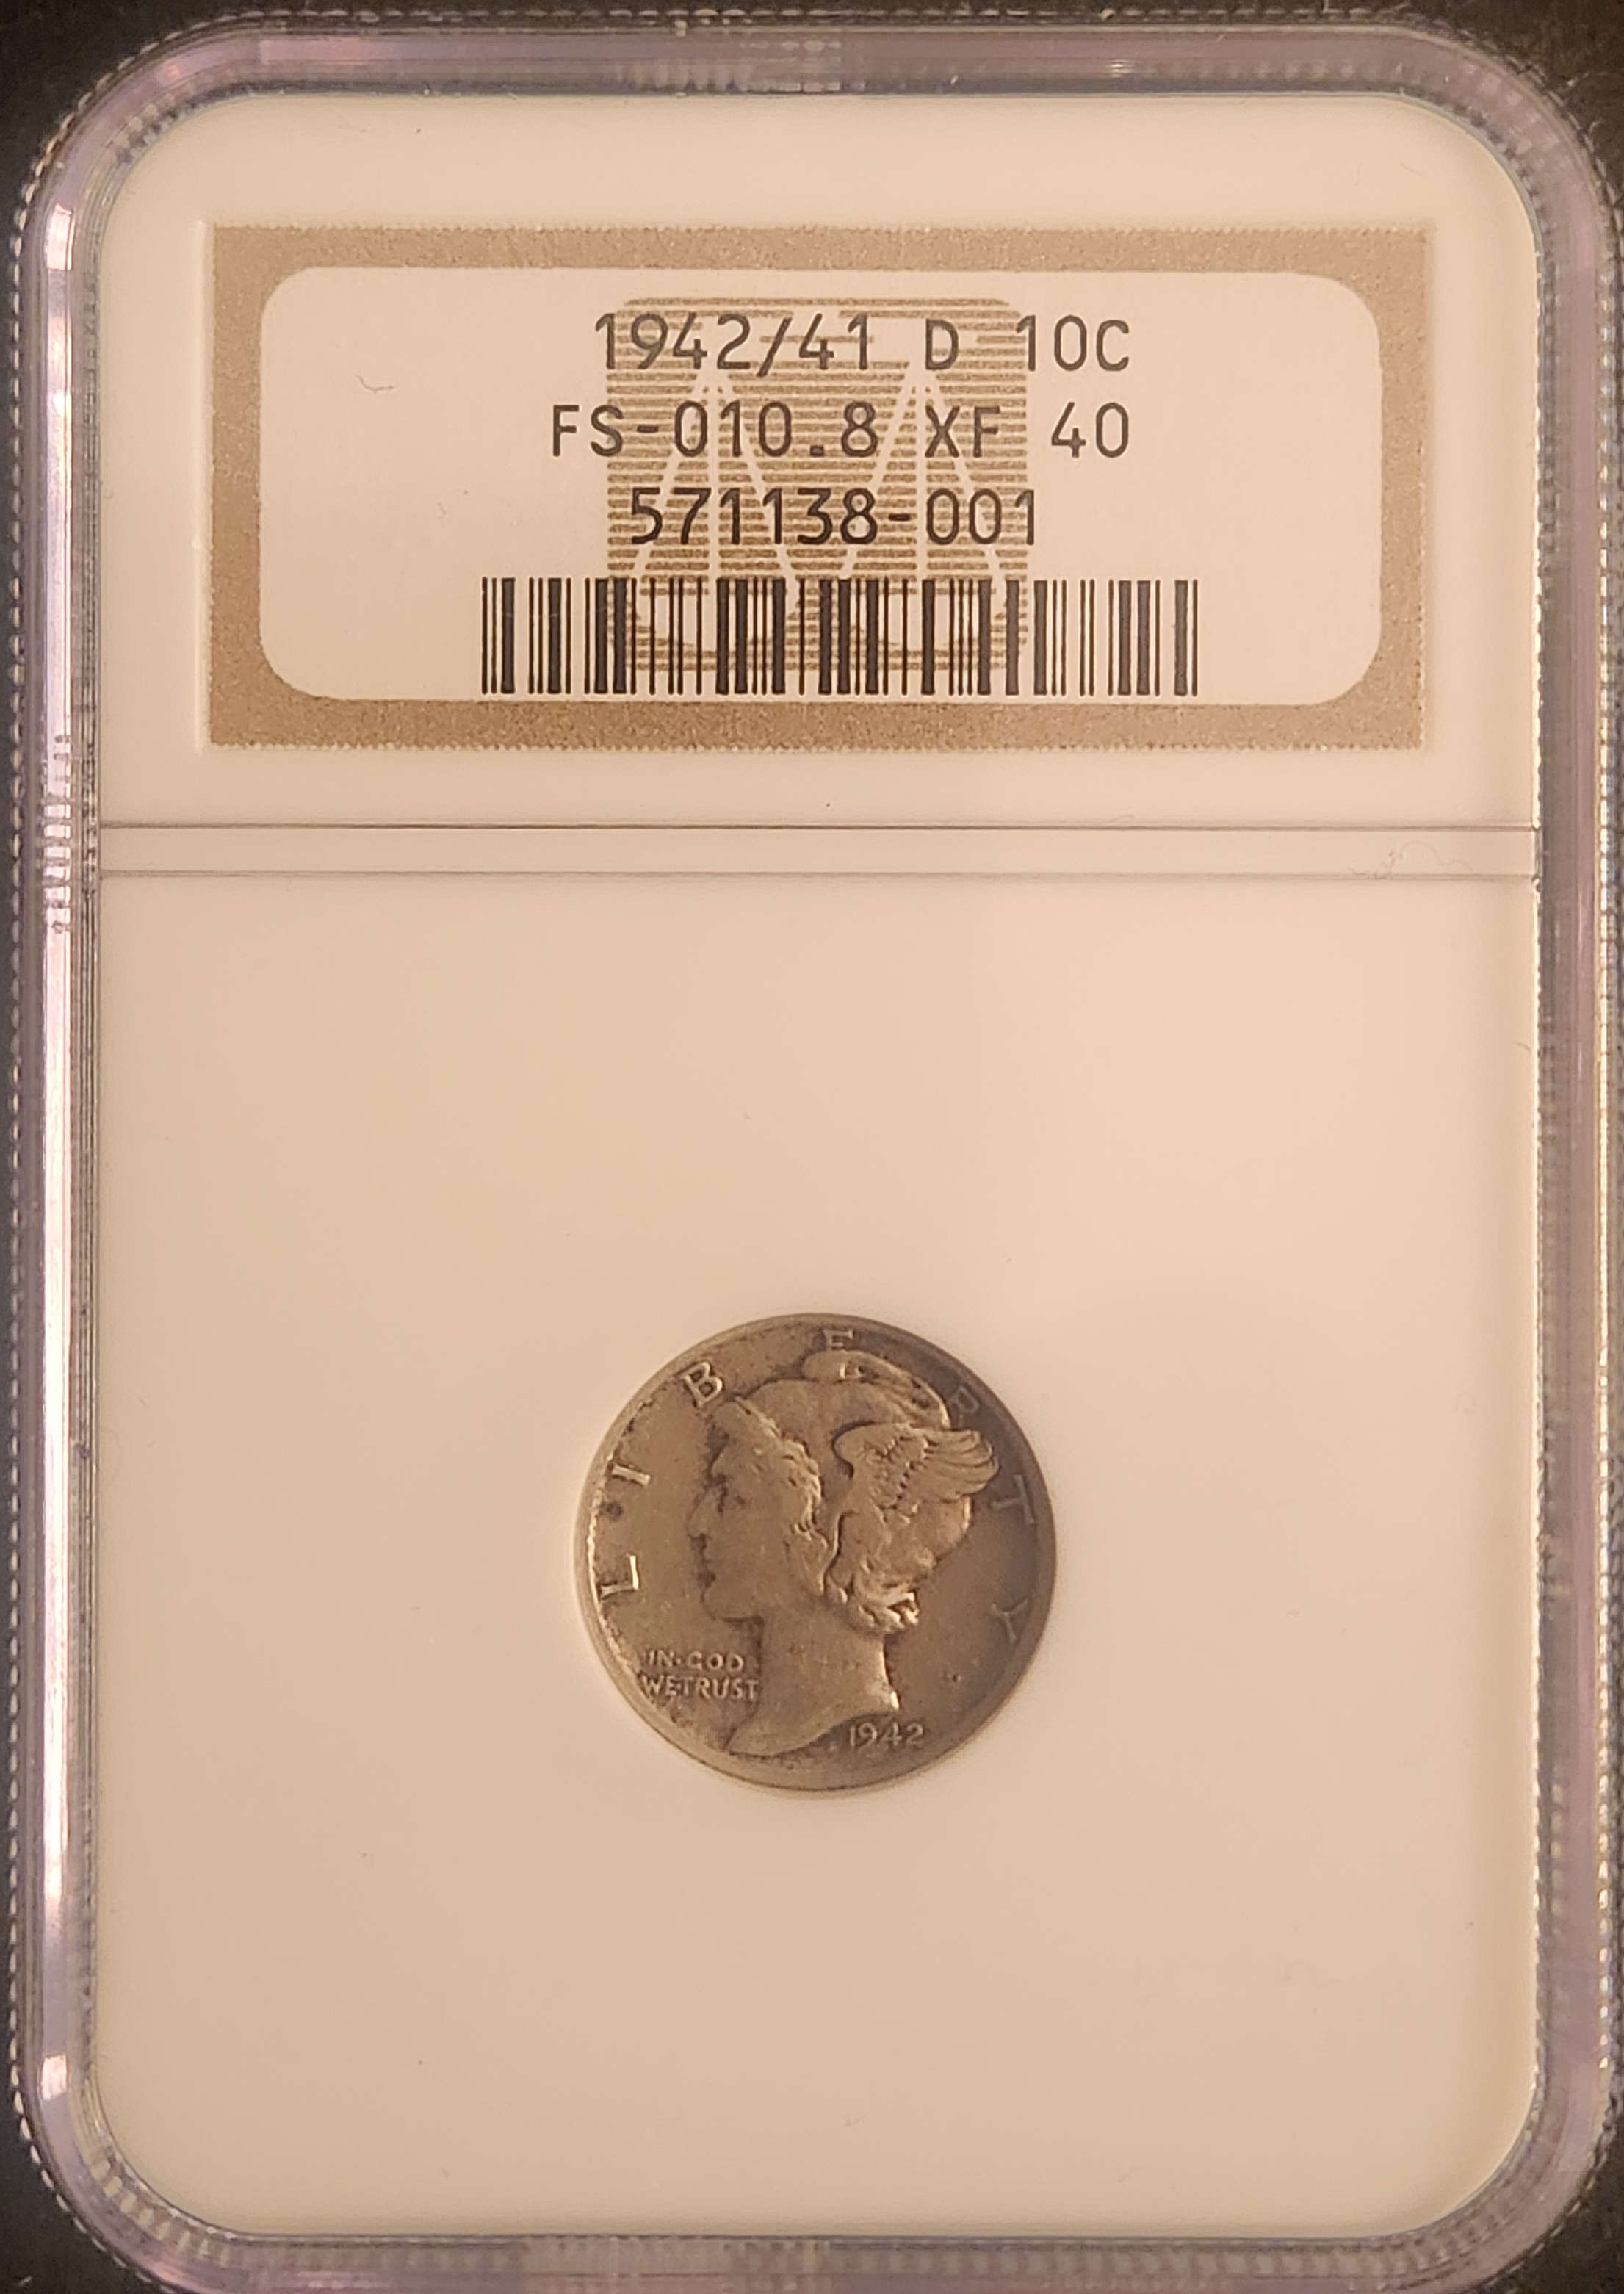 1942/41 D 10C
FS-010.8 XF 40
571138-001
LIBERTY
IN·GOD
WE TRUST
1942